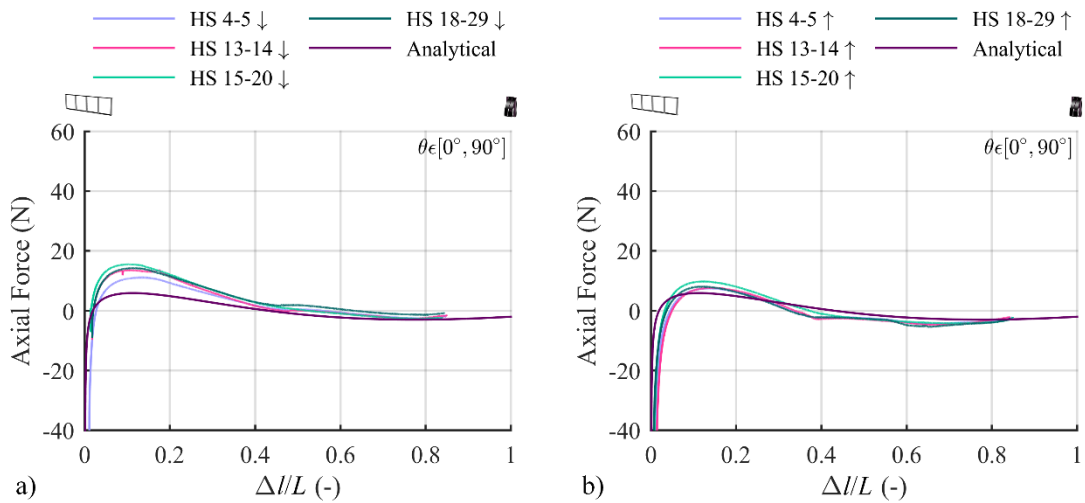 HS 4-5 ↓ HS 18-29 ↓
HS 13-14 ↓ Analytical
HS 15-20 ↓
60
40
20
0
-20
-40
Axial Force (N)
θϵ[0°, 90°]
0 0.2 0.4 0.6 0.8 1
Δl/L (-)
a)
HS 4-5 ↑ HS 18-29 ↑
HS 13-14 ↑ Analytical
HS 15-20 ↑
60
40
20
0
-20
-40
Axial Force (N)
θϵ[0°, 90°]
0 0.2 0.4 0.6 0.8 1
Δl/L (-)
b)